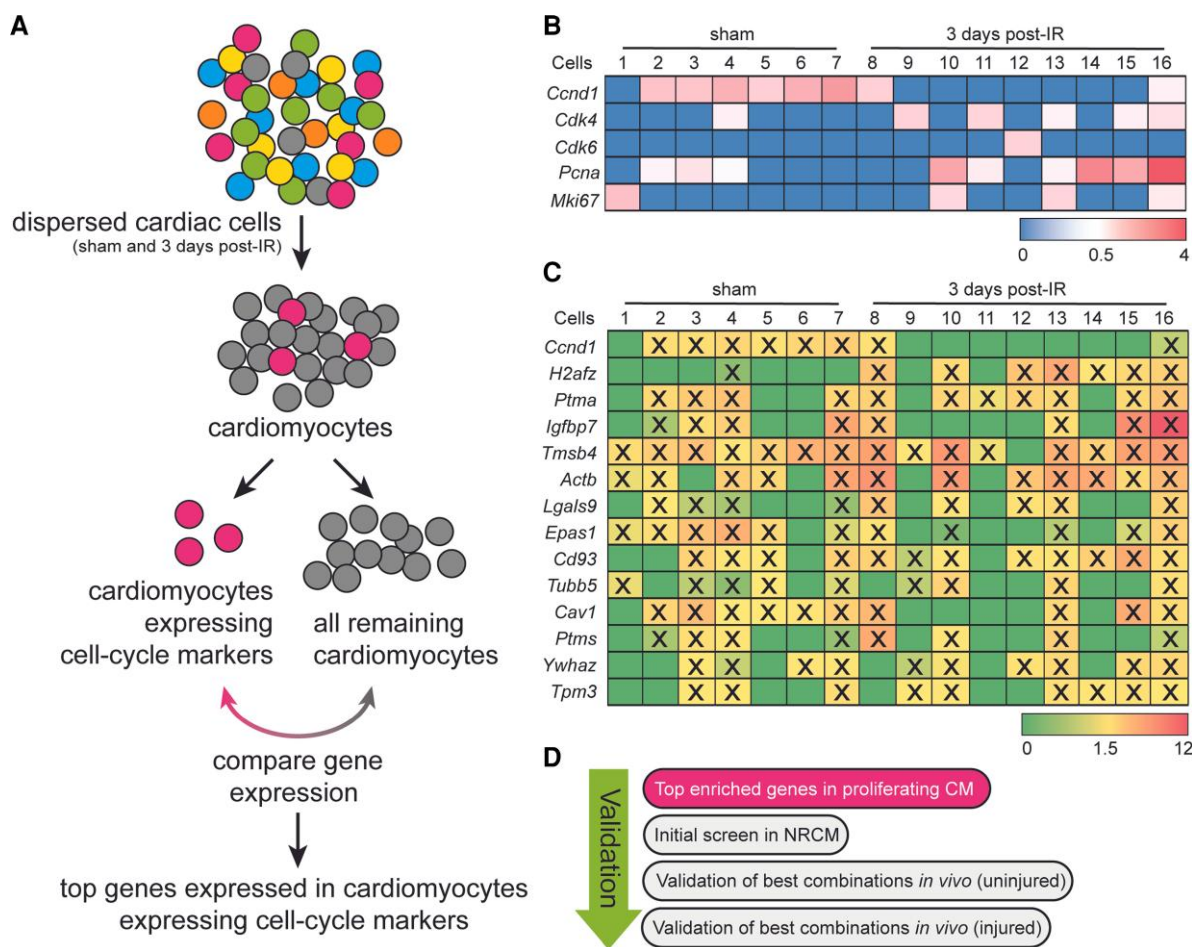 A
dispersed cardiac cells
(sham and 3 days post-IR)
cardiomyocytes
cardiomyocytes
expressing
cell-cycle markers
all remaining
cardiomyocytes
compare gene
expression
top genes expressed in cardiomyocytes
expressing cell-cycle markers
B
sham 3 days post-IR
Cells 1 2 3 4 5 6 7 8 9 10 11 12 13 14 15 16
Ccnd1
Cdk4
Cdk6
Pcna
Mki67
0 0.5 4
C
sham 3 days post-IR
Cells 1 2 3 4 5 6 7 8 9 10 11 12 13 14 15 16
Ccnd1 X X X X X X X X
H2afz X X X X X X X X
Ptma X X X X X X X X X X X
Igfbp7 X X X X X X X X
Tmsb4 X X X X X X X X X X X X X X X
Actb X X X X X X X X X X X X
Lgals9 X X X X X X X X X
Epas1 X X X X X X X X X X X
Cd93 X X X X X X X X X X X X
Tubb5 X X X X X X X X X
Cav1 X X X X X X X X X X
Ptms X X X X X X X X
Ywhaz X X X X X X X X X X
Tpm3 X X X X X X X X X
0 1.5 12
D
Validation
Top enriched genes in proliferating CM
Initial screen in NRCM
Validation of best combinations in vivo (uninjured)
Validation of best combinations in vivo (injured)